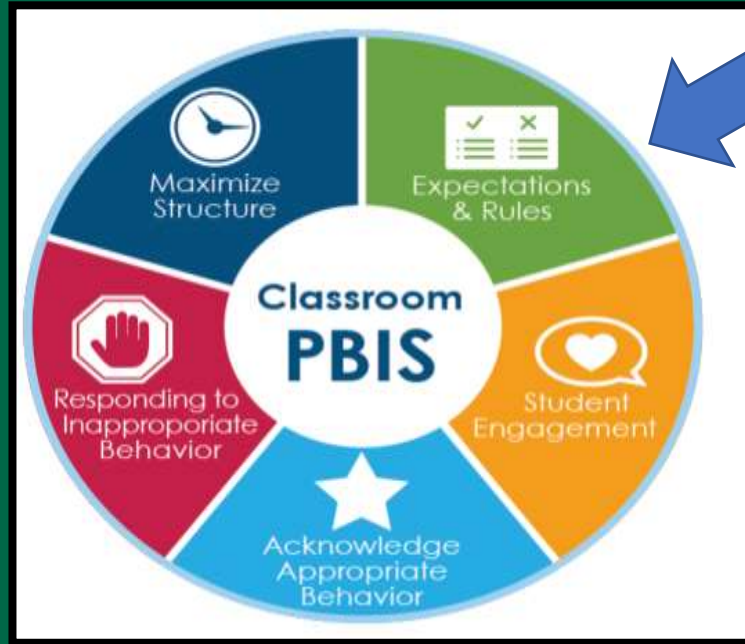 Maximize
Structure
Expectations
& Rules
Classroom
PBIS
Student
Engagement
Acknowledge
Appropriate
Behavior
Responding to
Inapproporiate
Behavior